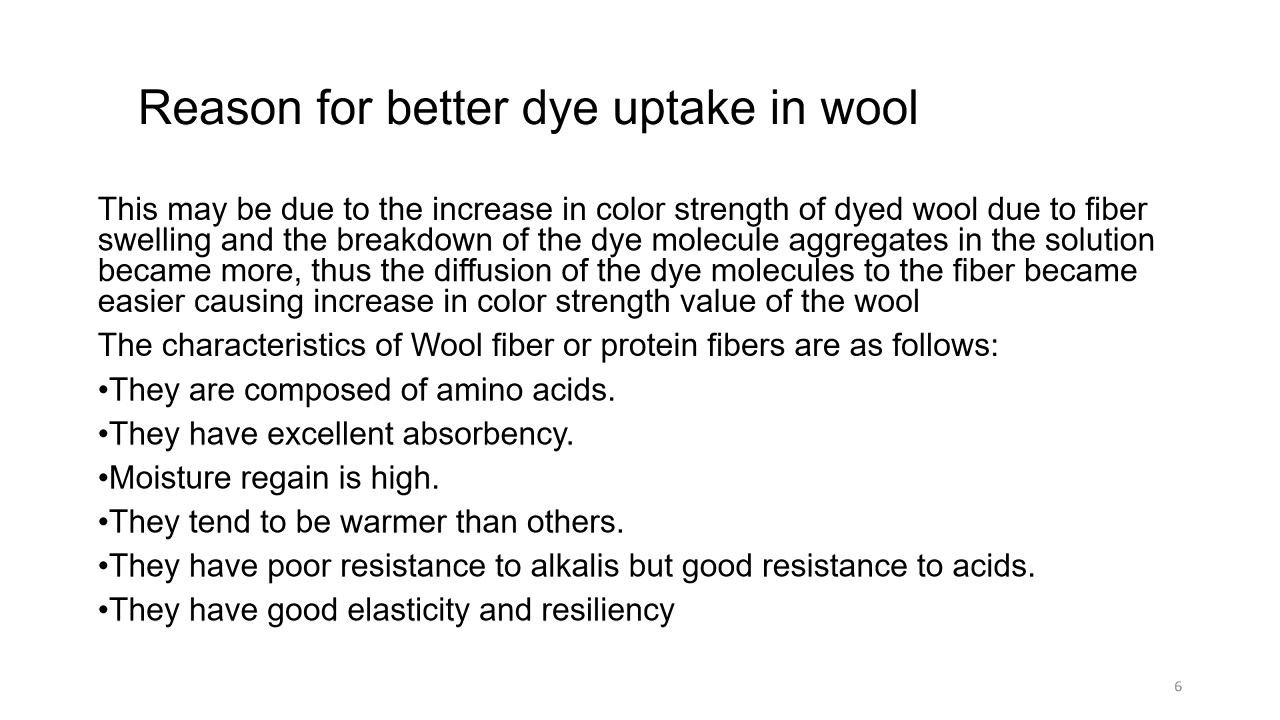 Reason for better dye uptake in wool
This may be due to the increase in color strength of dyed wool due to fiber
swelling and the breakdown of the dye molecule aggregates in the solution
became more, thus the diffusion of the dye molecules to the fiber became
easier causing increase in color strength value of the wool
The characteristics of Wool fiber or protein fibers are as follows:
•They are composed of amino acids.
•They have excellent absorbency.
•Moisture regain is high.
•They tend to be warmer than others.
•They have poor resistance to alkalis but good resistance to acids.
•They have good elasticity and resiliency
6